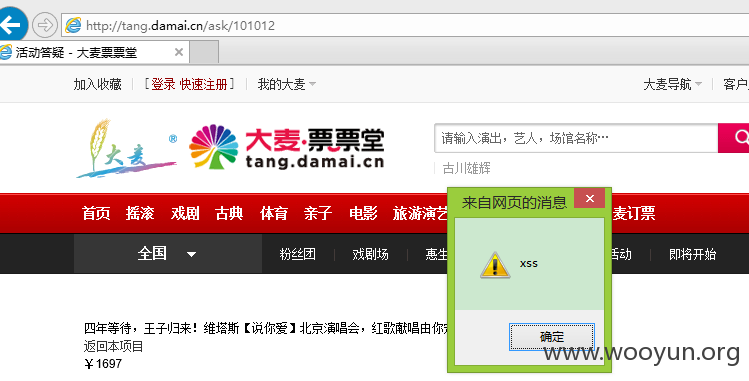 http://tang.damai.cn/ask/101012
活动答疑 - 大麦票票堂
加入收藏 | [ 登录 快速注册 ] | 我的大麦 大麦导航 | 客户
大麦® 大麦·票票堂
tang.damai.cn
请输入演出，艺人，场馆名称…
古川雄辉
来自网页的消息
首页 摇滚 戏剧 古典 体育 亲子 电影 旅游演艺 麦订票
全国 粉丝团 戏剧场 惠生 活动 即将开始
xss
确定
四年等待，王子归来！维塔斯【说你爱】北京演唱会，红歌献唱由你
返回本项目
￥1697
www.wooyun.org